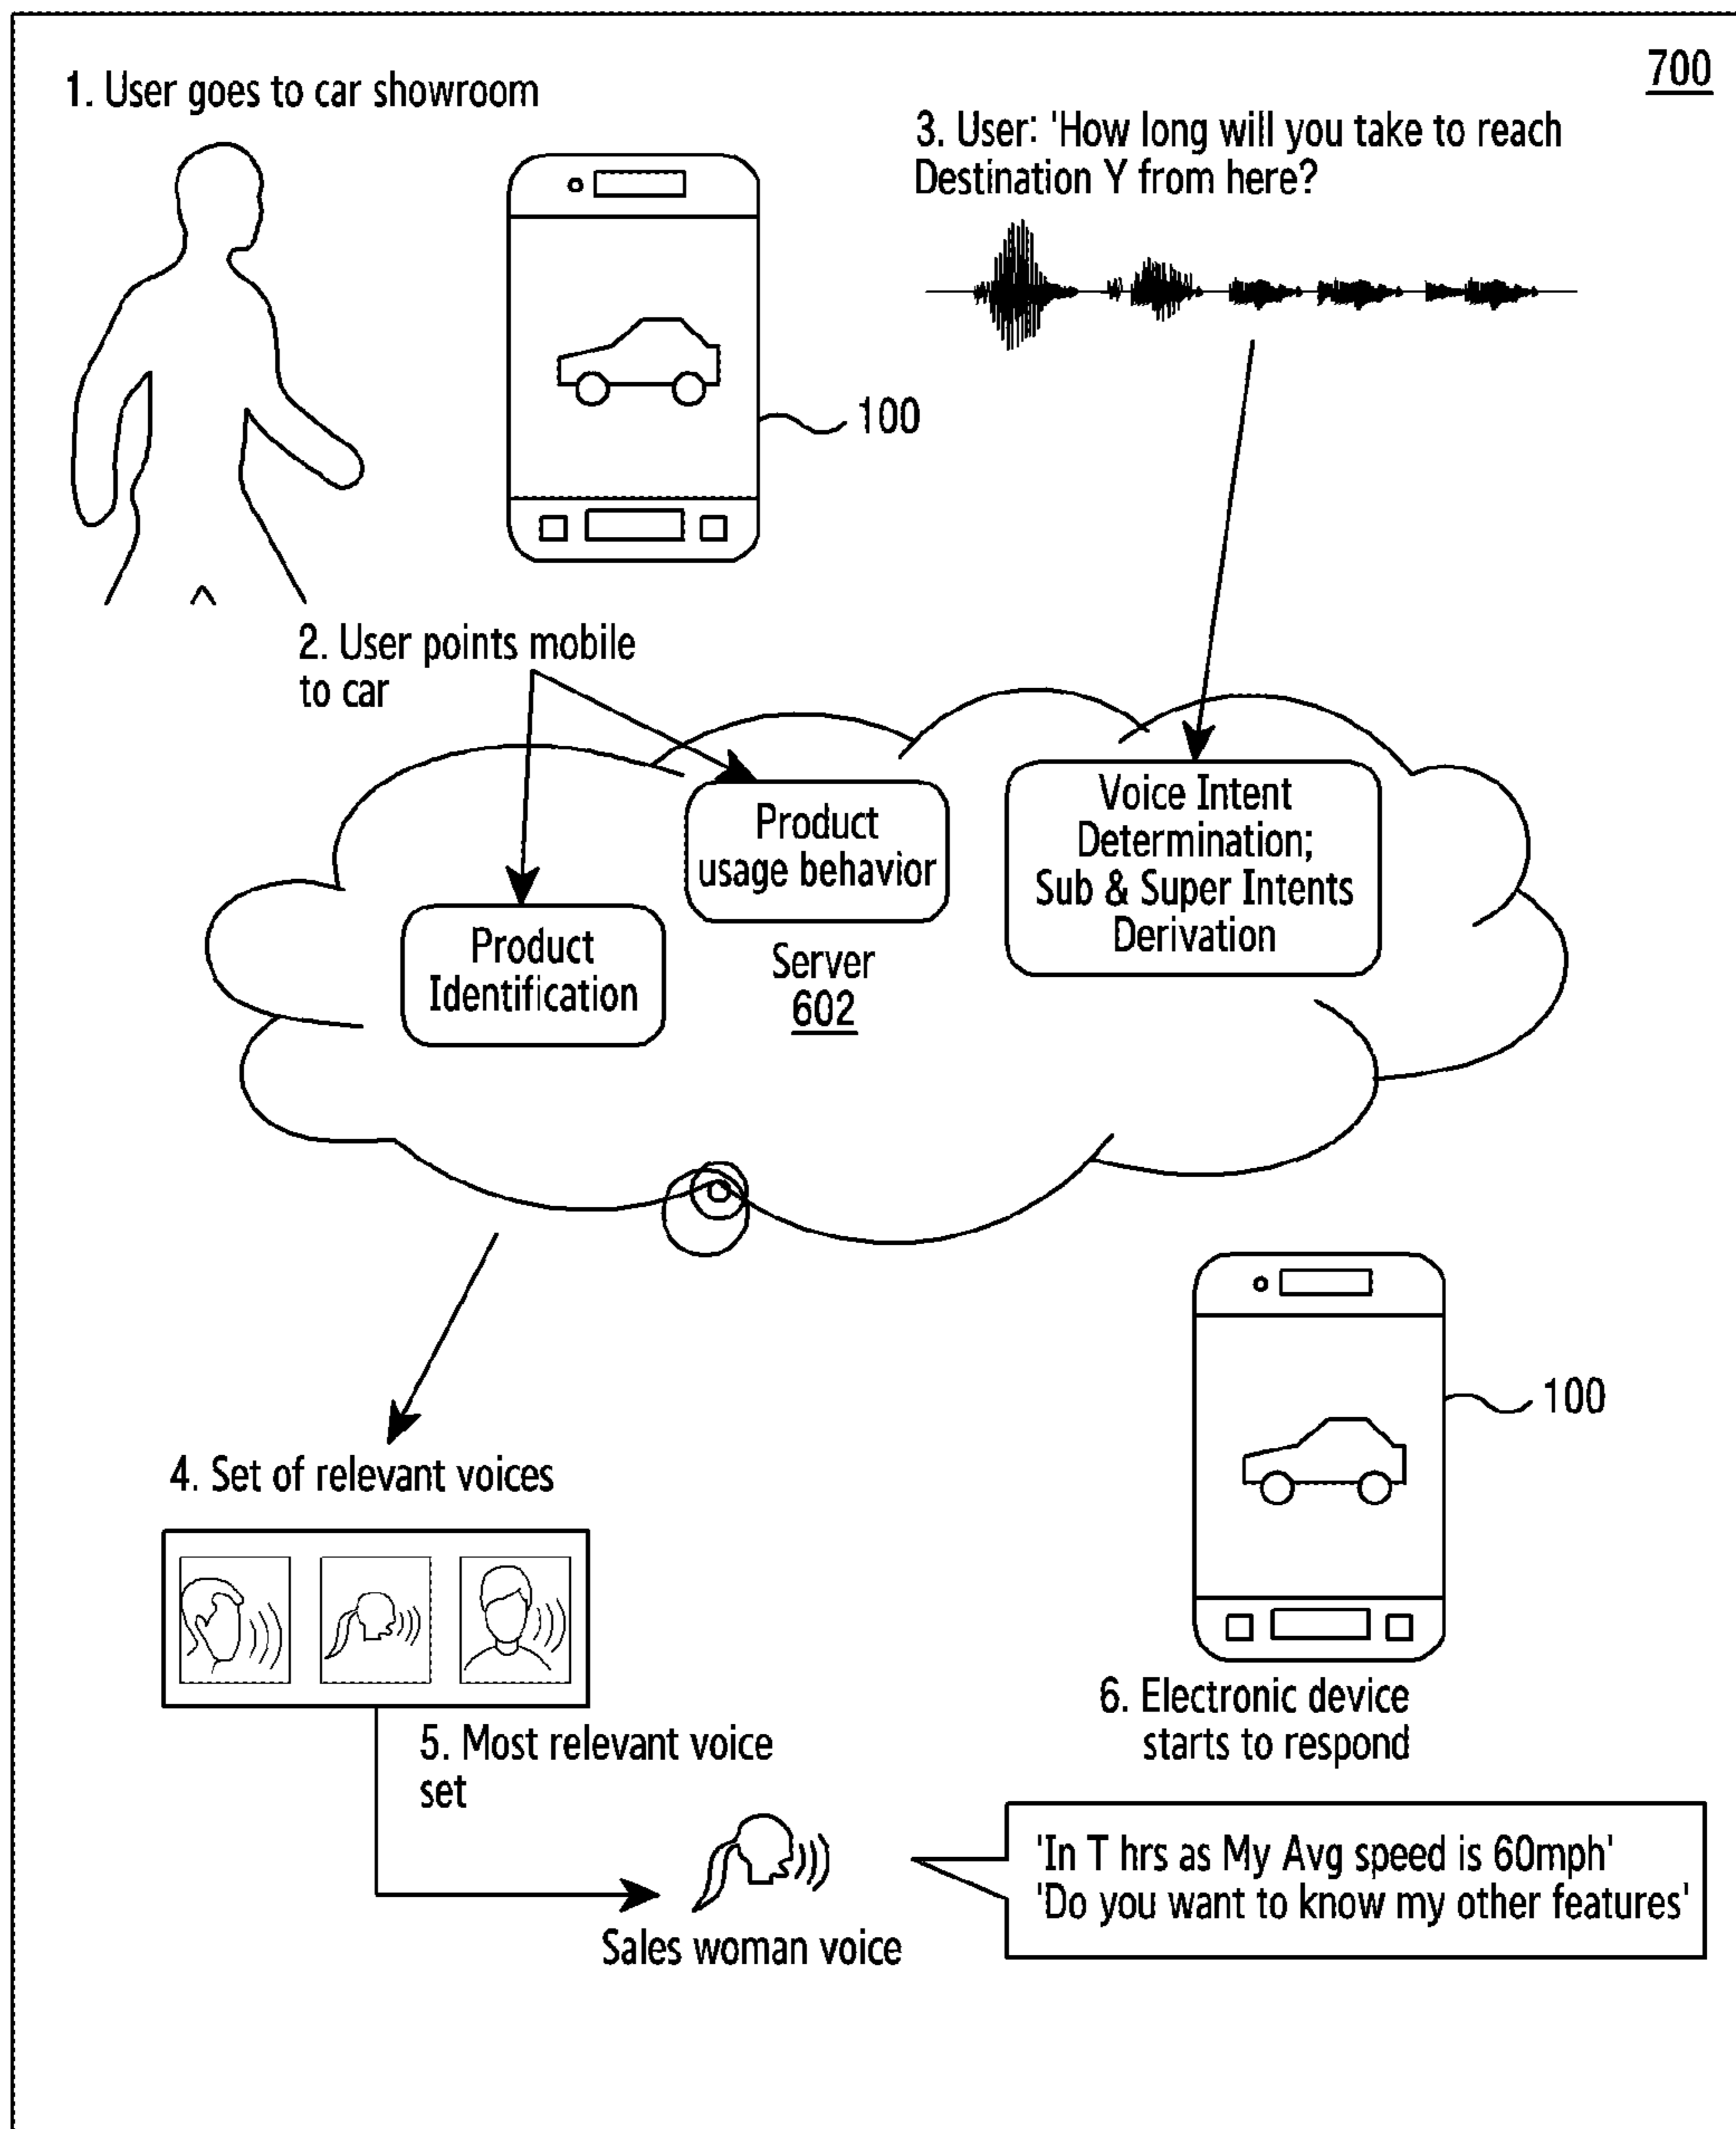 700
1. User goes to car showroom
3. User: 'How long will you take to reach
Destination Y from here?
100
2. User points mobile
to car
Product
usage behavior
Voice Intent
Determination;
Sub & Super Intents
Derivation
Product
Identification
Server
602
4. Set of relevant voices
100
5. Most relevant voice
set
6. Electronic device
starts to respond
'In T hrs as My Avg speed is 60mph'
'Do you want to know my other features'
Sales woman voice